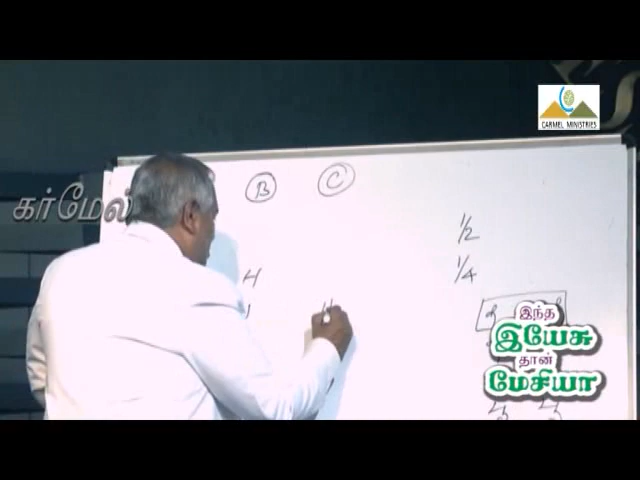 CARMEL MINISTRIES
கர்மேல்
B C
1/2
H
1/4
இந்த
இயேசு
தான்
மேசியா